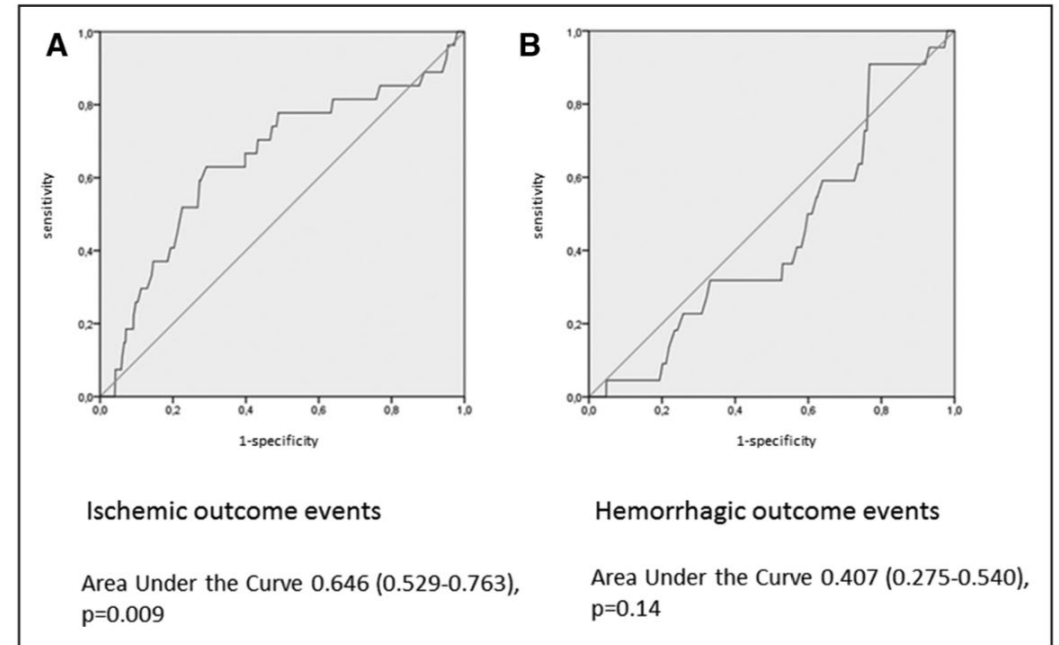 A
1,0
0,8
0,6
0,4
0,2
0,0
sensitivity
0,0 0,2 0,4 0,6 0,8 1,0
1-specificity
Ischemic outcome events
Area Under the Curve 0.646 (0.529-0.763),
p=0.009
B
1,0
0,8
0,6
0,4
0,2
0,0
sensitivity
0,0 0,2 0,4 0,6 0,8 1,0
1-specificity
Hemorrhagic outcome events
Area Under the Curve 0.407 (0.275-0.540),
p=0.14